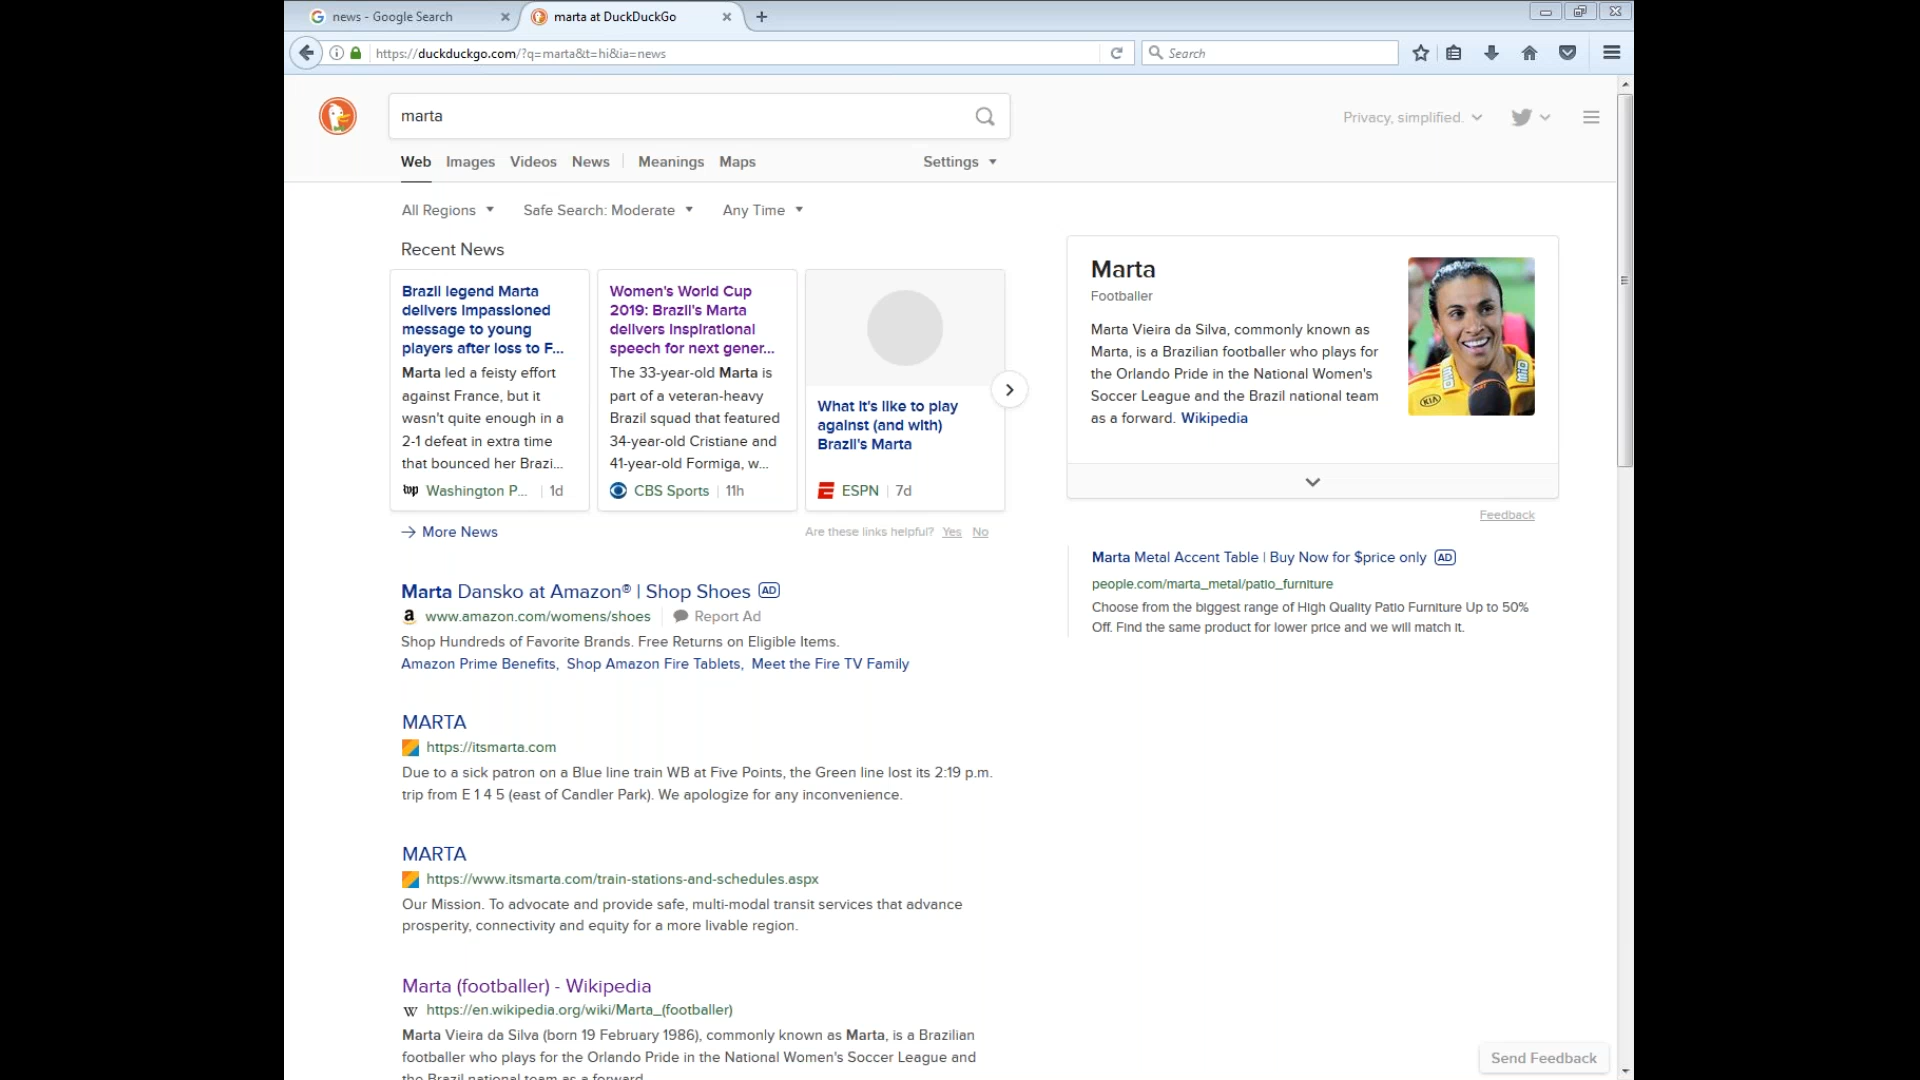 news - Google Search
marta at DuckDuckGo
https://duckduckgo.com/?q=marta&t=hi&ia=news
Search
marta
Privacy, simplified.
Web Images Videos News Meanings Maps Settings
All Regions Safe Search: Moderate Any Time
Recent News
Brazil legend Marta
delivers impassioned
message to young
players after loss to F...
Marta led a feisty effort
against France, but it
wasn't quite enough in a
2-1 defeat in extra time
that bounced her Brazi...
wp Washington P... 1d
Women's World Cup
2019: Brazil's Marta
delivers inspirational
speech for next gener...
The 33-year-old Marta is
part of a veteran-heavy
Brazil squad that featured
34-year-old Cristiane and
41-year-old Formiga, w...
CBS Sports 11h
What it's like to play
against (and with)
Brazil's Marta
ESPN 7d
More News
Are these links helpful? Yes No
Marta Dansko at Amazon® | Shop Shoes AD
www.amazon.com/womens/shoes Report Ad
Shop Hundreds of Favorite Brands. Free Returns on Eligible Items.
Amazon Prime Benefits, Shop Amazon Fire Tablets, Meet the Fire TV Family
MARTA
https://itsmarta.com
Due to a sick patron on a Blue line train WB at Five Points, the Green line lost its 2:19 p.m.
trip from E 1 4 5 (east of Candler Park). We apologize for any inconvenience.
MARTA
https://www.itsmarta.com/train-stations-and-schedules.aspx
Our Mission. To advocate and provide safe, multi-modal transit services that advance
prosperity, connectivity and equity for a more livable region.
Marta (footballer) - Wikipedia
W https://en.wikipedia.org/wiki/Marta_(footballer)
Marta Vieira da Silva (born 19 February 1986), commonly known as Marta, is a Brazilian
footballer who plays for the Orlando Pride in the National Women's Soccer League and
the Brazil national team as a forward.
Marta
Footballer
Marta Vieira da Silva, commonly known as
Marta, is a Brazilian footballer who plays for
the Orlando Pride in the National Women's
Soccer League and the Brazil national team
as a forward. Wikipedia
KIA
mio
mio
Feedback
Marta Metal Accent Table | Buy Now for $price only AD
people.com/marta_metal/patio_furniture
Choose from the biggest range of High Quality Patio Furniture Up to 50%
Off. Find the same product for lower price and we will match it.
Send Feedback